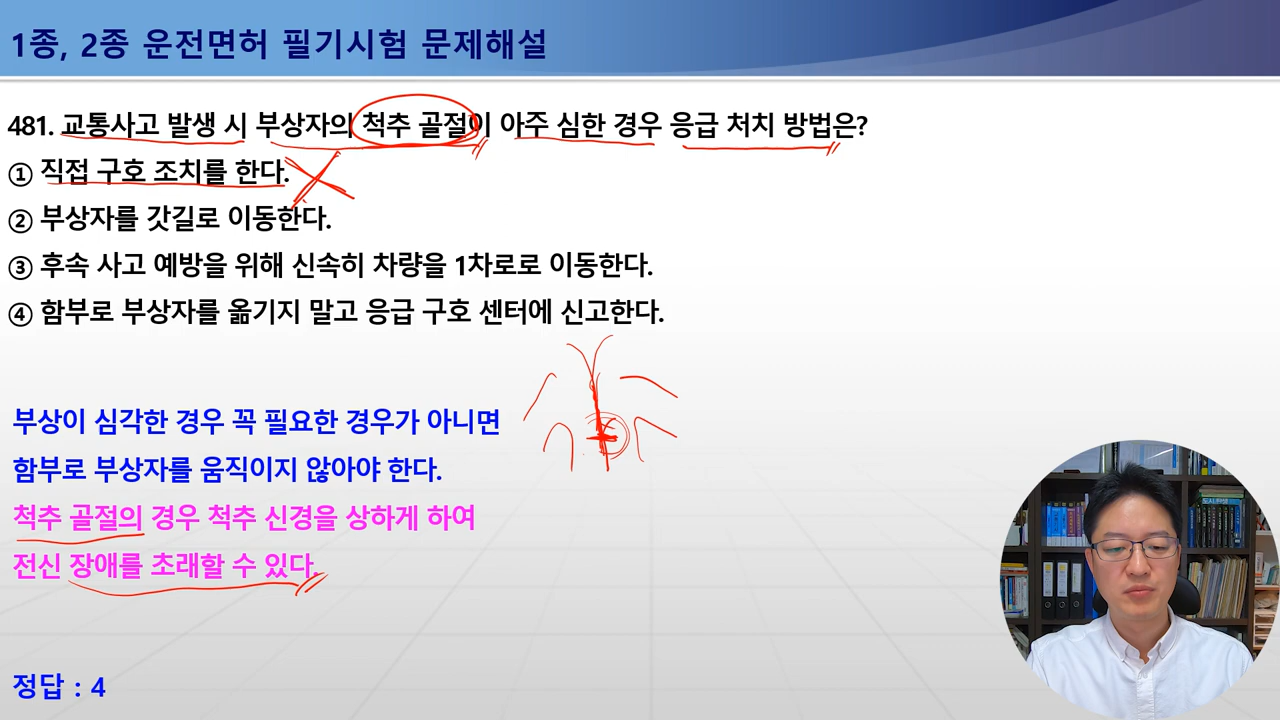 1종, 2종 운전면허 필기시험 문제해설
481. 교통사고 발생 시 부상자의 척추 골절이 아주 심한 경우 응급 처치 방법은?
① 직접 구호 조치를 한다.
② 부상자를 갓길로 이동한다.
③ 후속 사고 예방을 위해 신속히 차량을 1차로로 이동한다.
④ 함부로 부상자를 옮기지 말고 응급 구호 센터에 신고한다.
부상이 심각한 경우 꼭 필요한 경우가 아니면
함부로 부상자를 움직이지 않아야 한다.
척추 골절의 경우 척추 신경을 상하게 하여
전신 장애를 초래할 수 있다.
정답 : 4